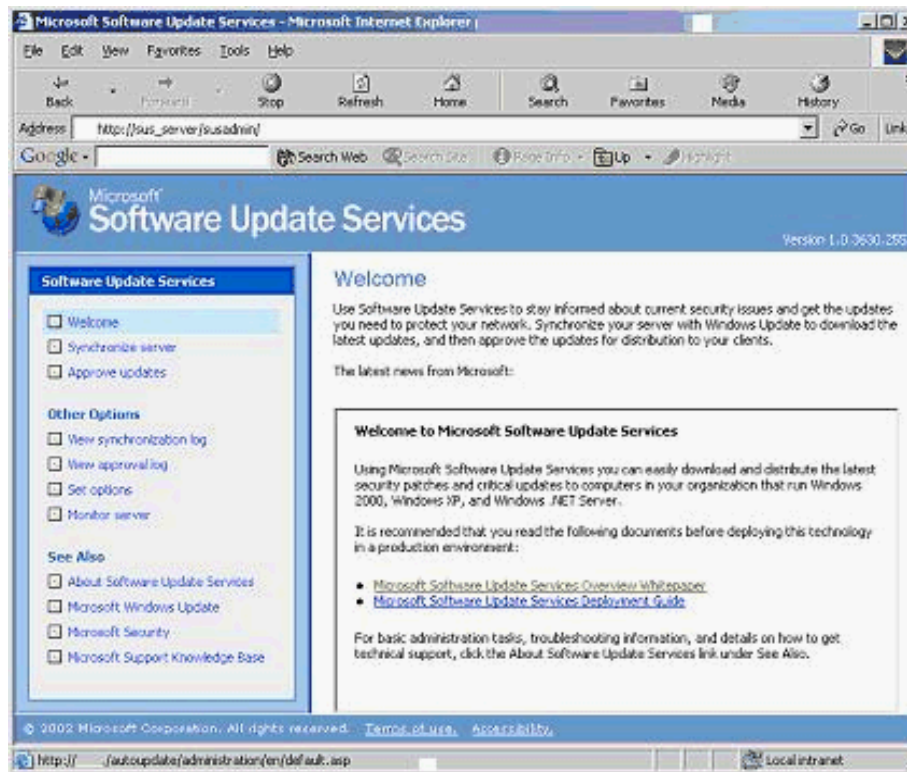 Microsoft Software Update Services - Microsoft Internet Explorer
File Edit View Favorites Tools Help
Back Forward Stop Refresh Home Search Favorites Media History
Address http://sus_server/susadmin/ Go Link
Google Search Web Search Site Page Info Up Highlight
Microsoft
Software Update Services
Version 1.0.3630.255
Software Update Services
Welcome
Synchronize server
Approve updates
Other Options
View synchronization log
View approval log
Set options
Monitor server
See Also
About Software Update Services
Microsoft Windows Update
Microsoft Security
Microsoft Support Knowledge Base
Welcome
Use Software Update Services to stay informed about current security issues and get the updates
you need to protect your network. Synchronize your server with Windows Update to download the
latest updates, and then approve the updates for distribution to your clients.
The latest news from Microsoft:
Welcome to Microsoft Software Update Services
Using Microsoft Software Update Services you can easily download and distribute the latest
security patches and critical updates to computers in your organization that run Windows
2000, Windows XP, and Windows .NET Server.
It is recommended that you read the following documents before deploying this technology
in a production environment:
• Microsoft Software Update Services Overview Whitepaper
• Microsoft Software Update Services Deployment Guide
For basic administration tasks, troubleshooting information, and details on how to get
technical support, click the About Software Update Services link under See Also.
© 2002 Microsoft Corporation. All rights reserved. Terms of use. Accessibility.
http:// ./autoupdate/administration/en/default.asp Local intranet